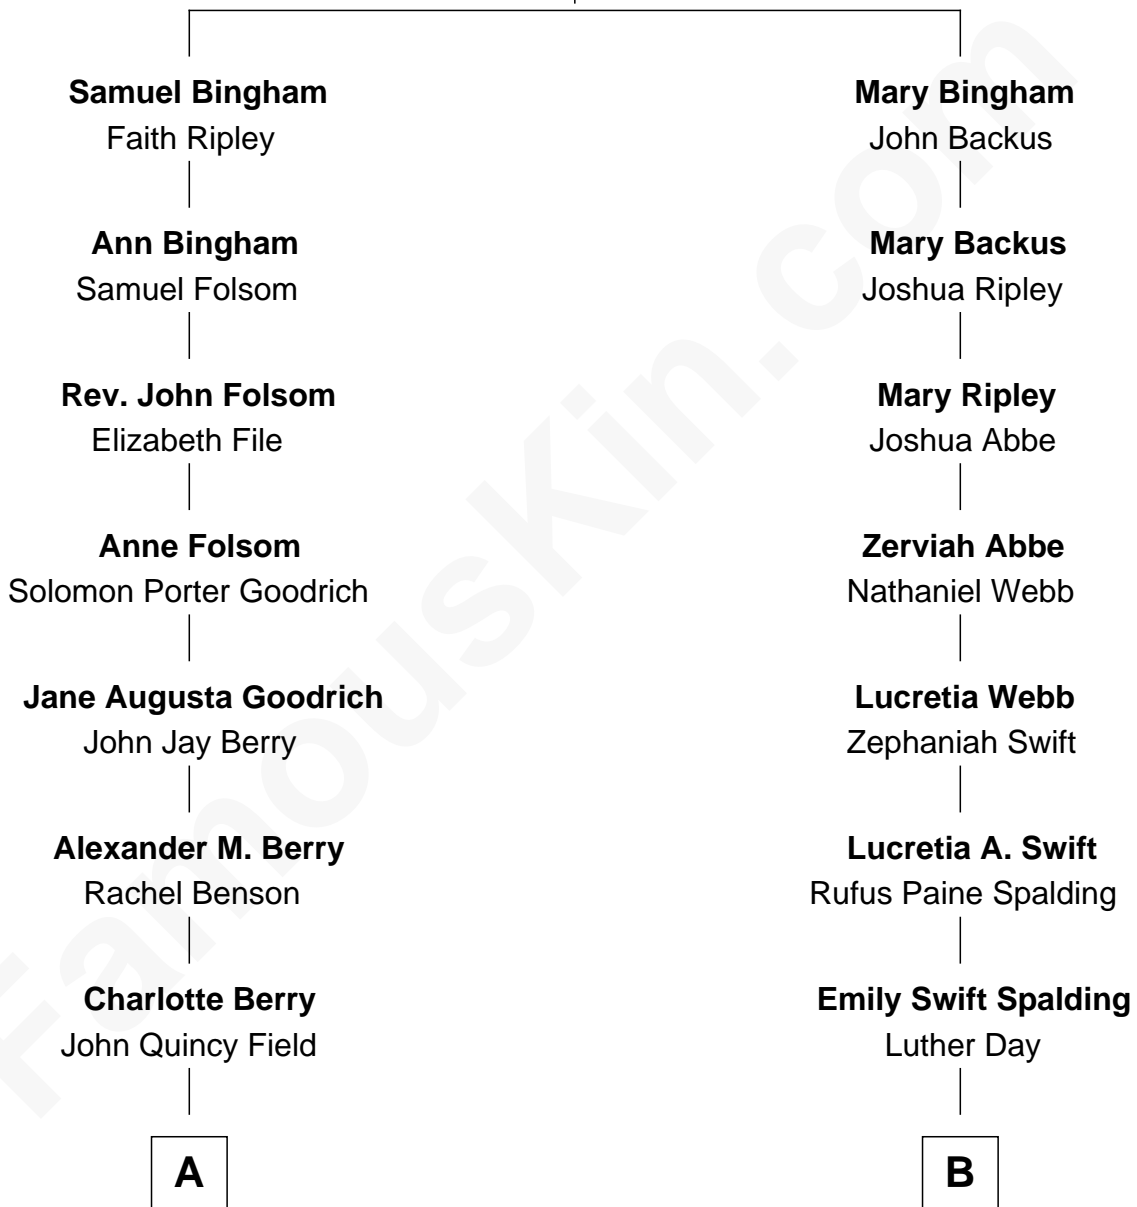 Samuel Bingham
Faith Ripley
Mary Bingham
John Backus
Ann Bingham
Samuel Folsom
Mary Backus
Joshua Ripley
Rev. John Folsom
Elizabeth File
Mary Ripley
Joshua Abbe
Anne Folsom
Solomon Porter Goodrich
Zerviah Abbe
Nathaniel Webb
Jane Augusta Goodrich
John Jay Berry
Lucretia Webb
Zephaniah Swift
Alexander M. Berry
Rachel Benson
Lucretia A. Swift
Rufus Paine Spalding
Charlotte Berry
John Quincy Field
Emily Swift Spalding
Luther Day
A
B
FamousKin.com